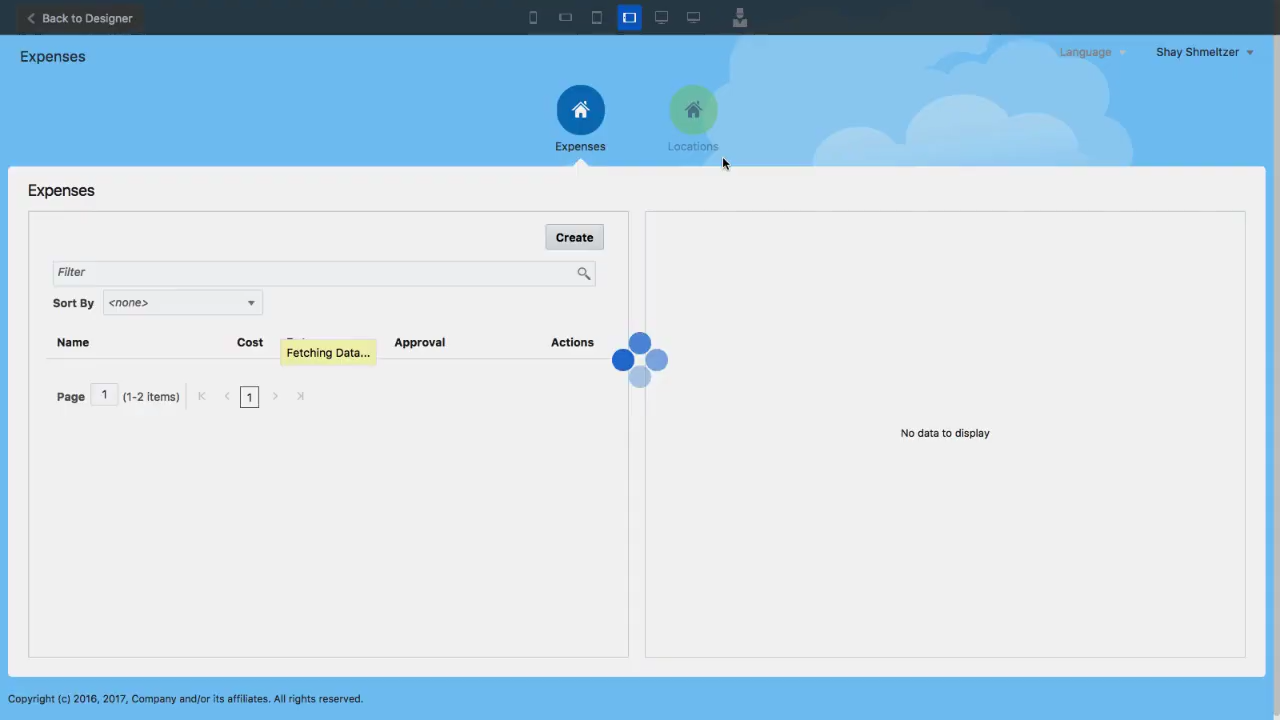 Back to Designer
Expenses
Language
Shay Shmeltzer
Expenses
Locations
Expenses
Create
Filter
Sort By <none>
Name Cost Approval Actions
Fetching Data...
Page 1 (1-2 items) 1
No data to display
Copyright (c) 2016, 2017, Company and/or its affiliates. All rights reserved.